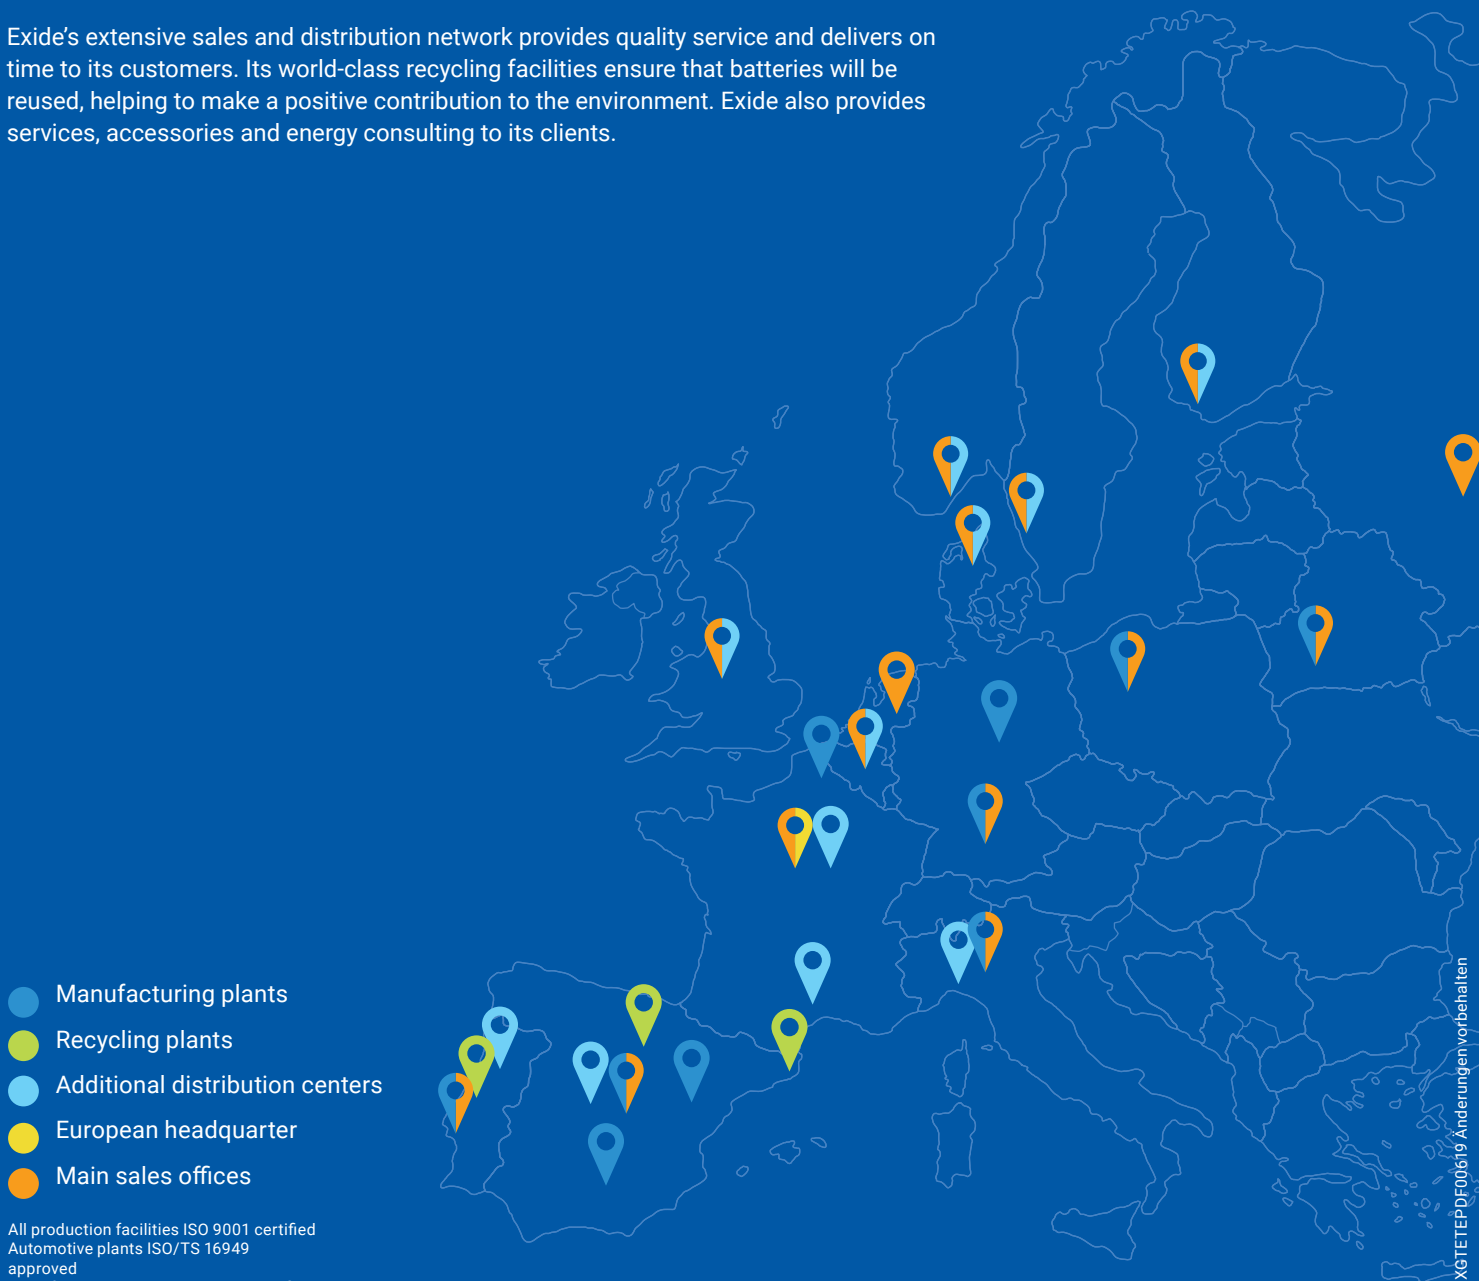 Exide’s extensive sales and distribution network provides quality service and delivers on
time to its customers. Its world-class recycling facilities ensure that batteries will be
reused, helping to make a positive contribution to the environment. Exide also provides
services, accessories and energy consulting to its clients.
Manufacturing plants
Recycling plants
Additional distribution centers
European headquarter
Main sales offices
All production facilities ISO 9001 certified
Automotive plants ISO/TS 16949
approved
XGTETEPDF00619 Änderungen vorbehalten